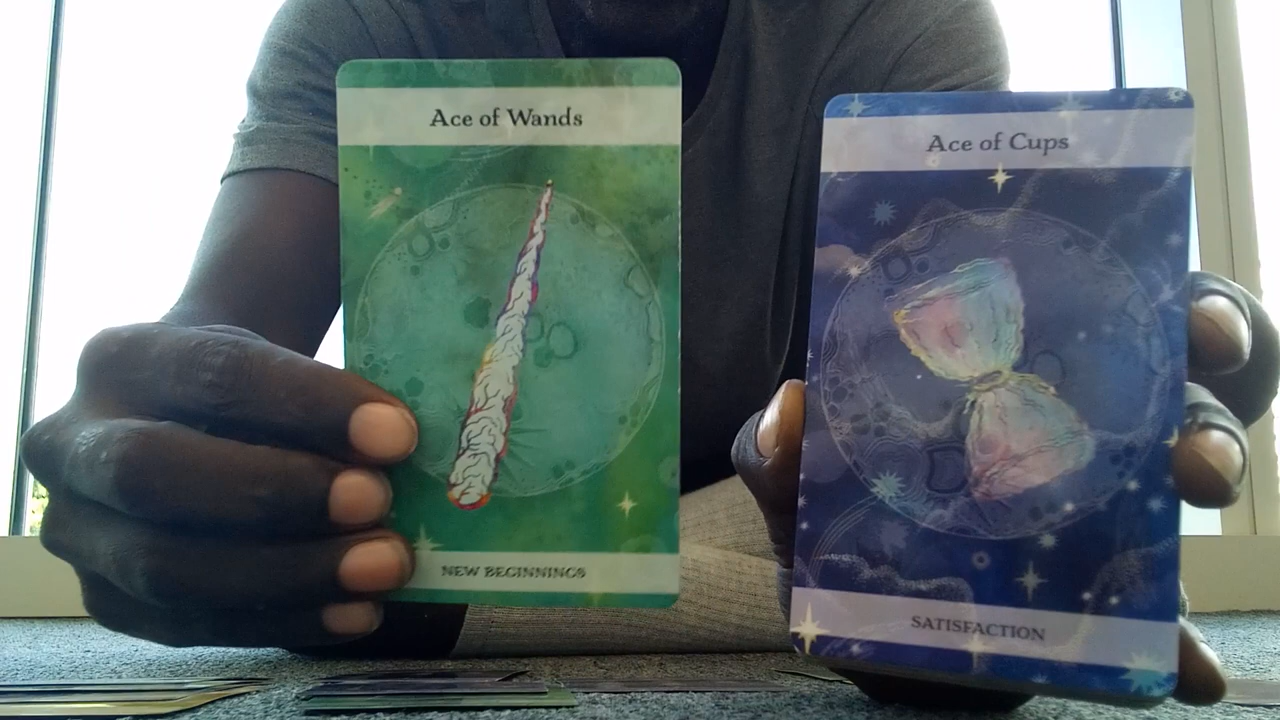 Ace of Wands
NEW BEGINNINGS
Ace of Cups
SATISFACTION